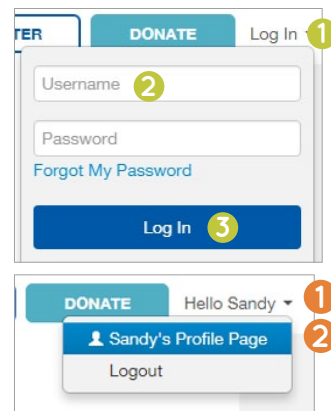 TER DONATE Log In 1
Username 2
Password
Forgot My Password
Log In 3
DONATE Hello Sandy 1
Sandy's Profile Page 2
Logout